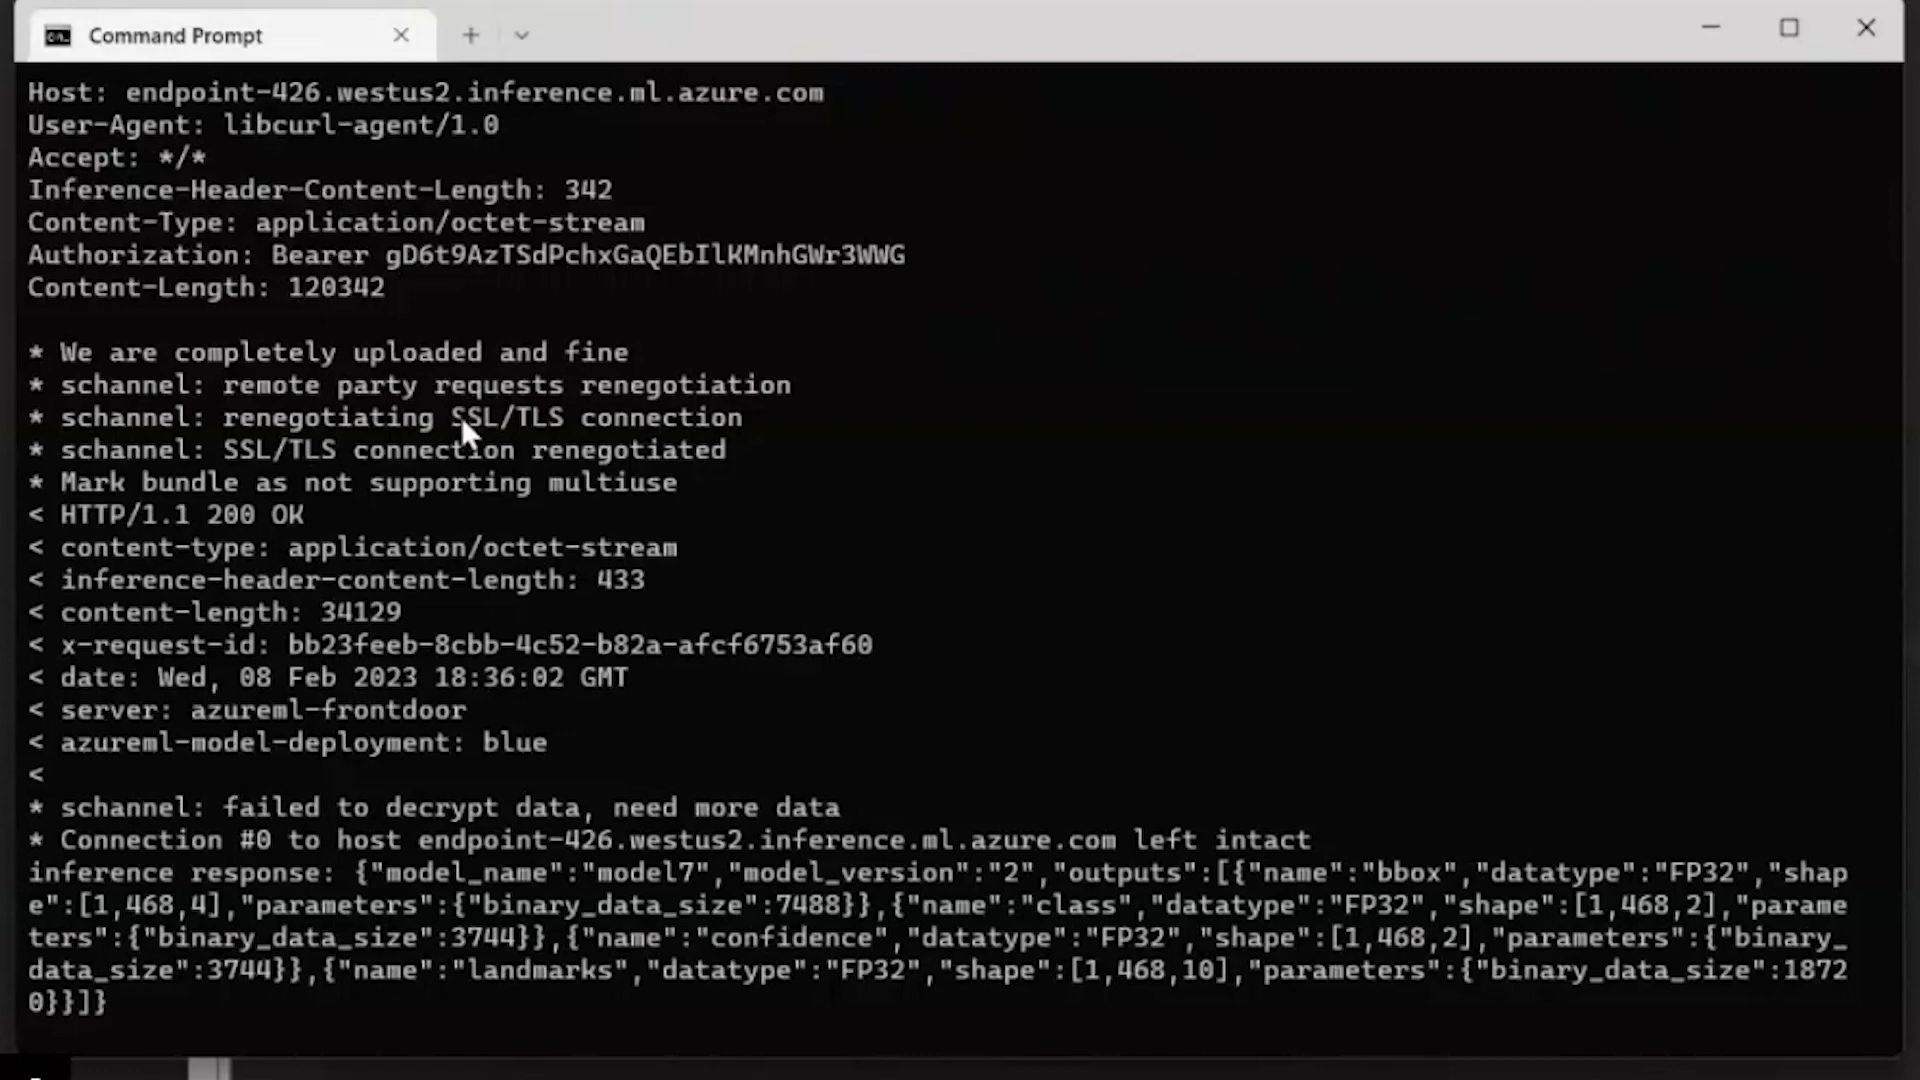 Command Prompt
Host: endpoint-426.westus2.inference.ml.azure.com
User-Agent: libcurl-agent/1.0
Accept: */*
Inference-Header-Content-Length: 342
Content-Type: application/octet-stream
Authorization: Bearer gD6t9AzTSdPchxGaQEbIlKMnhGWr3WWG
Content-Length: 120342
* We are completely uploaded and fine
* schannel: remote party requests renegotiation
* schannel: renegotiating SSL/TLS connection
* schannel: SSL/TLS connection renegotiated
* Mark bundle as not supporting multiuse
< HTTP/1.1 200 OK
< content-type: application/octet-stream
< inference-header-content-length: 433
< content-length: 34129
< x-request-id: bb23feeb-8cbb-4c52-b82a-afcf6753af60
< date: Wed, 08 Feb 2023 18:36:02 GMT
< server: azureml-frontdoor
< azureml-model-deployment: blue
<
* schannel: failed to decrypt data, need more data
* Connection #0 to host endpoint-426.westus2.inference.ml.azure.com left intact
inference response: {"model_name":"model7","model_version":"2","outputs":[{"name":"bbox","datatype":"FP32","shap
e":[1,468,4],"parameters":{"binary_data_size":7488}},{"name":"class","datatype":"FP32","shape":[1,468,2],"parame
ters":{"binary_data_size":3744}},{"name":"confidence","datatype":"FP32","shape":[1,468,2],"parameters":{"binary_
data_size":3744}},{"name":"landmarks","datatype":"FP32","shape":[1,468,10],"parameters":{"binary_data_size":1872
0}}]}